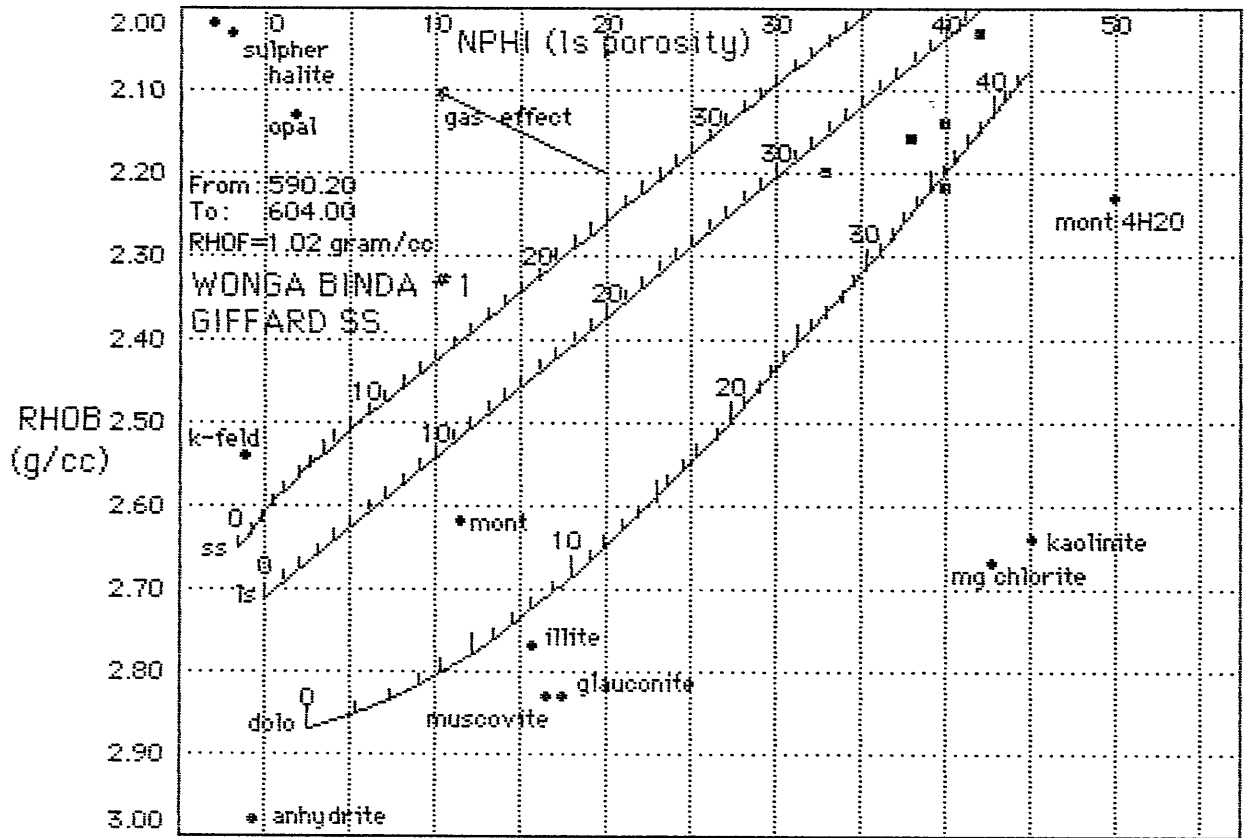 2.00 0 10 20 30 40 50
NPHI (ls porosity)
sulpher
halite
2.10
gas effect
30
40
opal
30
2.20
From: 590.20
To: 604.00
RHOF=1.02 gram/cc
mont 4H20
30
2.30
20
WONGA BINDA #1
20
GIFFARD SS.
2.40
10
20
RHOB 2.50
(g/cc)
k-feld
10
2.60
0
mont
ss
10
kaolinite
0
mg chlorite
ls
2.70
illite
2.80
0
glauconite
dolo
muscovite
2.90
3.00
anhydrite